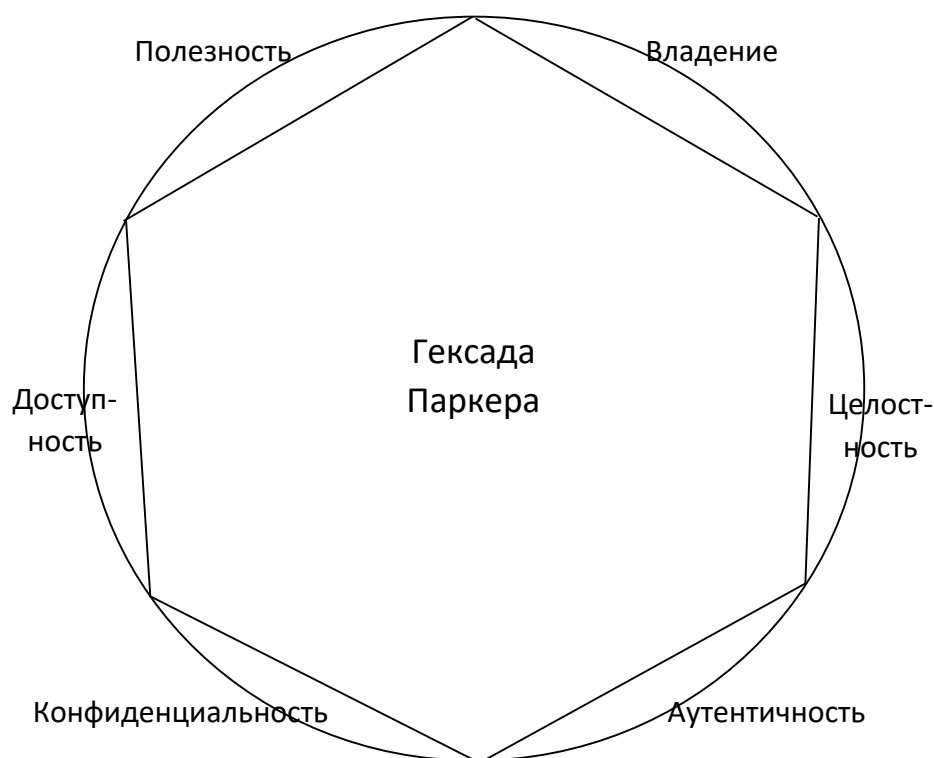 Полезность
Владение
Гексада
Паркера
Доступ-
ность
Целост-
ность
Конфиденциальность
Аутентичность